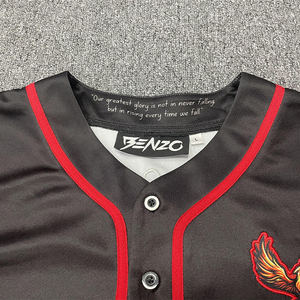 "Our greatest glory is not in never falling
but in rising every time we fall"
BENZO